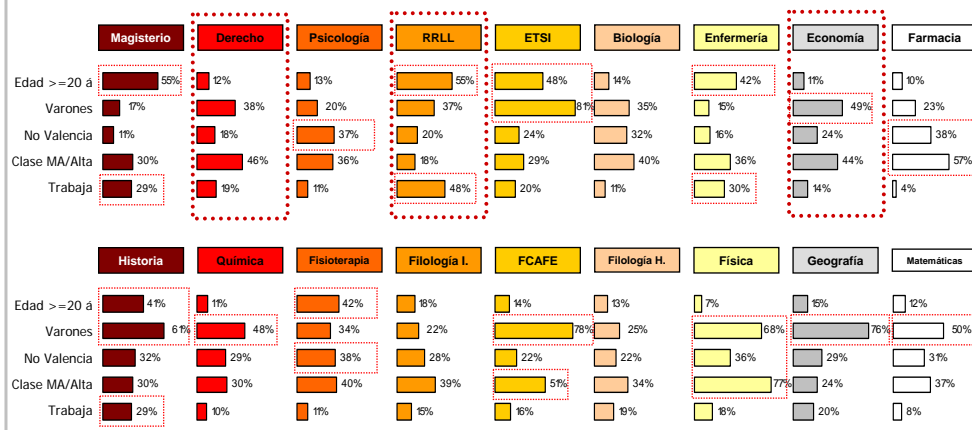 Magisterio Derecho Psicología RRLL ETSI Biología Enfermería Economía Farmacia
Edad >=20 á 55% 12% 13% 55% 48% 14% 42% 11% 10%
Varones 17% 38% 20% 37% 81% 35% 15% 49% 23%
No Valencia 11% 18% 37% 20% 24% 32% 16% 24% 38%
Clase MA/Alta 30% 46% 36% 18% 29% 40% 36% 44% 57%
Trabaja 29% 19% 11% 48% 20% 11% 30% 14% 4%
Historia Química Fisioterapia Filología I. FCAFE Filología H. Física Geografía Matemáticas
Edad >=20 á 41% 11% 42% 18% 14% 13% 7% 15% 12%
Varones 61% 48% 34% 22% 78% 25% 68% 76% 50%
No Valencia 32% 29% 38% 28% 22% 22% 36% 29% 31%
Clase MA/Alta 30% 30% 40% 39% 51% 34% 77% 24% 37%
Trabaja 29% 10% 11% 15% 16% 19% 18% 20% 8%